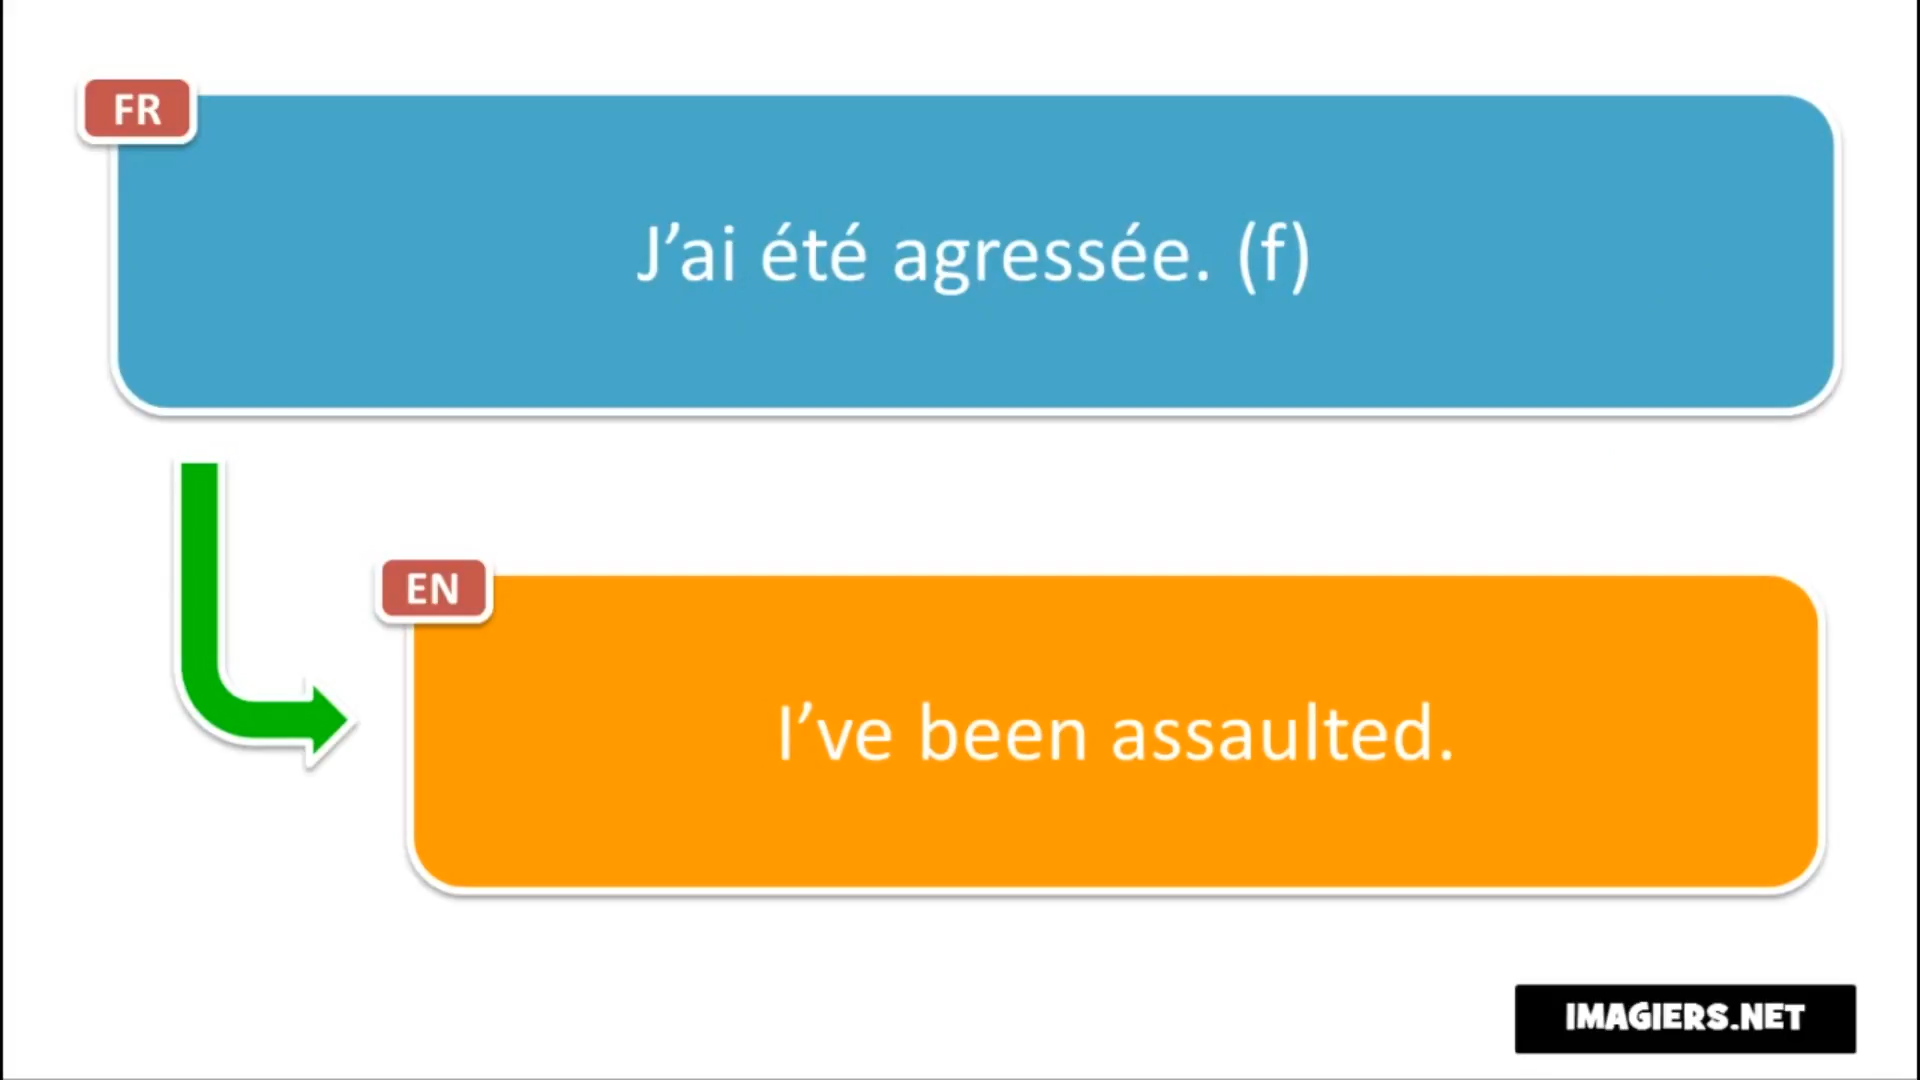 FR
J’ai été agressée. (f)
EN
I’ve been assaulted.
IMAGIERS.NET